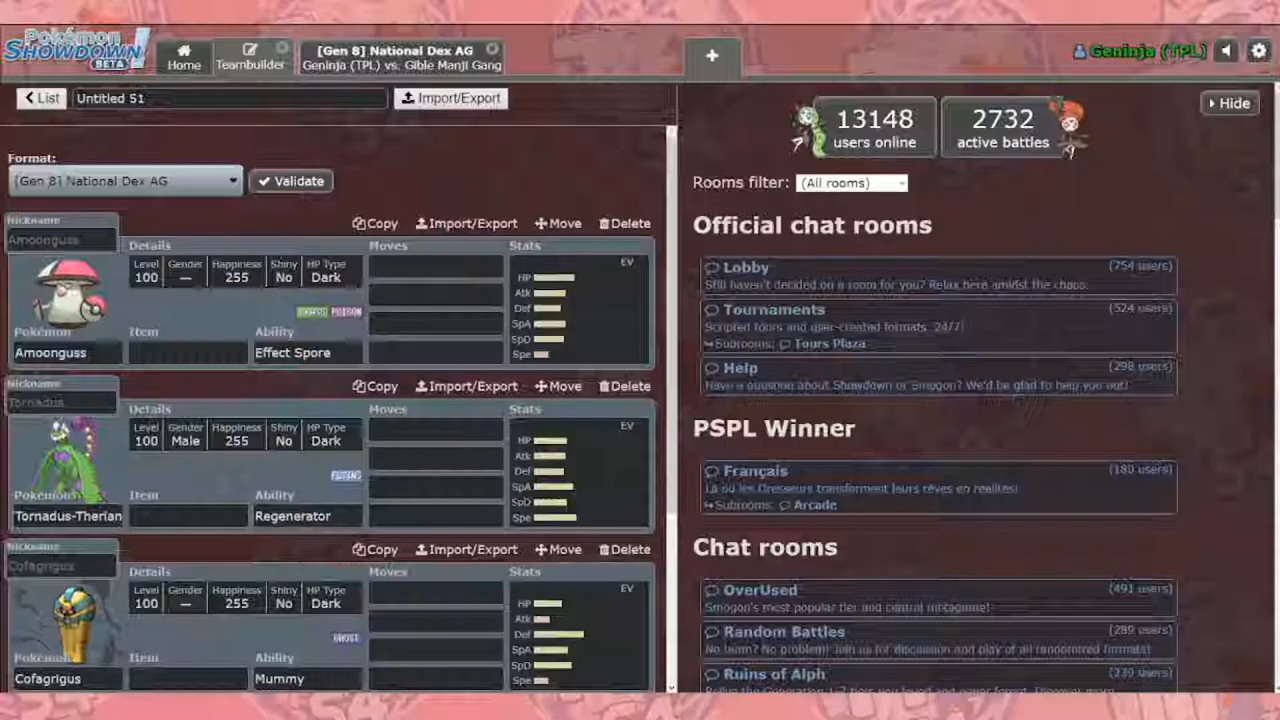 Pokémon
SHOWDOWN!
BETA
Home
Teambuilder
[Gen 8] National Dex AG
Geninja (TPL) vs. Gible Manji Gang
+
Geninja (TPL)
List
Untitled 51
Import/Export
Format:
[Gen 8] National Dex AG
Validate
Nickname
Amoonguss
Copy
Import/Export
Move
Delete
Details
Moves
Stats
Level
Gender
Happiness
Shiny
HP Type
100
—
255
No
Dark
EV
HP
Atk
Def
SpA
SpD
Spe
GRASS POISON
Pokémon
Item
Ability
Amoonguss
Effect Spore
Nickname
Tornadus
Copy
Import/Export
Move
Delete
Details
Moves
Stats
Level
Gender
Happiness
Shiny
HP Type
100
Male
255
No
Dark
EV
HP
Atk
Def
SpA
SpD
Spe
FLYING
Pokémon
Item
Ability
Tornadus-Therian
Regenerator
Nickname
Cofagrigus
Copy
Import/Export
Move
Delete
Details
Moves
Stats
Level
Gender
Happiness
Shiny
HP Type
100
—
255
No
Dark
EV
HP
Atk
Def
SpA
SpD
Spe
GHOST
Pokémon
Item
Ability
Cofagrigus
Mummy
13148
users online
2732
active battles
Hide
Rooms filter: (All rooms)
Official chat rooms
Lobby (754 users)
Still haven't decided on a room for you? Relax here amidst the chaos.
Tournaments (524 users)
Scripted tours and user-created formats. 24/7!
Subrooms: Tours Plaza
Help (298 users)
Have a question about Showdown or Smogon? We'd be glad to help you out!
PSPL Winner
Français (180 users)
Là où les Dresseurs transforment leurs rêves en réalités!
Subrooms: Arcade
Chat rooms
OverUsed (491 users)
Smogon's most popular tier and central metagame!
Random Battles (289 users)
No team? No problem! Join us for discussion and play of all randomized formats!
Ruins of Alph (239 users)